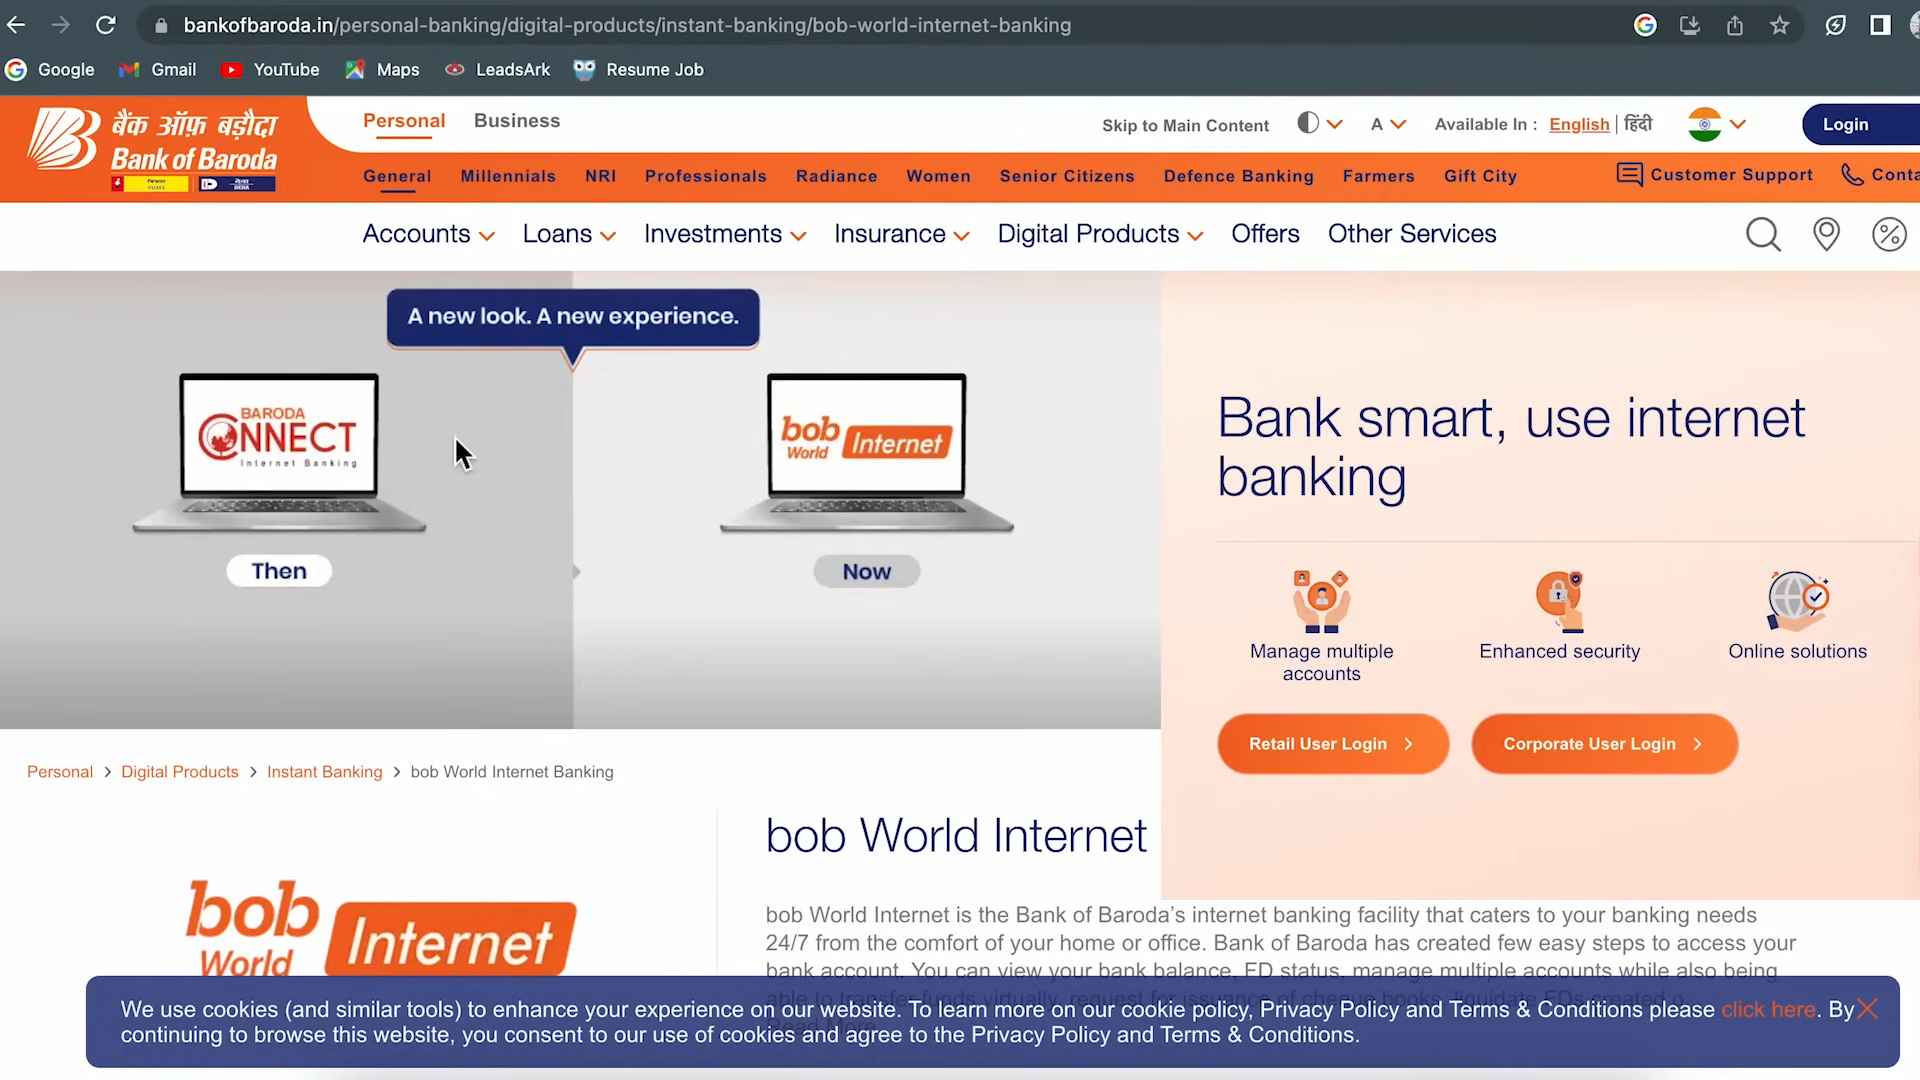 bankofbaroda.in/personal-banking/digital-products/instant-banking/bob-world-internet-banking
Google Gmail YouTube Maps LeadsArk Resume Job
बैंक ऑफ़ बड़ौदा
Bank of Baroda
Personal Business
Skip to Main Content A Available In : English | हिंदी Login
General Millennials NRI Professionals Radiance Women Senior Citizens Defence Banking Farmers Gift City Customer Support
Accounts Loans Investments Insurance Digital Products Offers Other Services
A new look. A new experience.
BARODA
CONNECT
Internet Banking
Then
bob
World
Internet
Now
Bank smart, use internet
banking
Manage multiple
accounts
Enhanced security
Online solutions
Retail User Login >
Corporate User Login >
Personal > Digital Products > Instant Banking > bob World Internet Banking
bob
World
Internet
bob World Internet
bob World Internet is the Bank of Baroda’s internet banking facility that caters to your banking needs
24/7 from the comfort of your home or office. Bank of Baroda has created few easy steps to access your
bank account. You can view your bank balance, FD status, manage multiple accounts while also being
We use cookies (and similar tools) to enhance your experience on our website. To learn more on our cookie policy, Privacy Policy and Terms & Conditions please click here. By
continuing to browse this website, you consent to our use of cookies and agree to the Privacy Policy and Terms & Conditions.